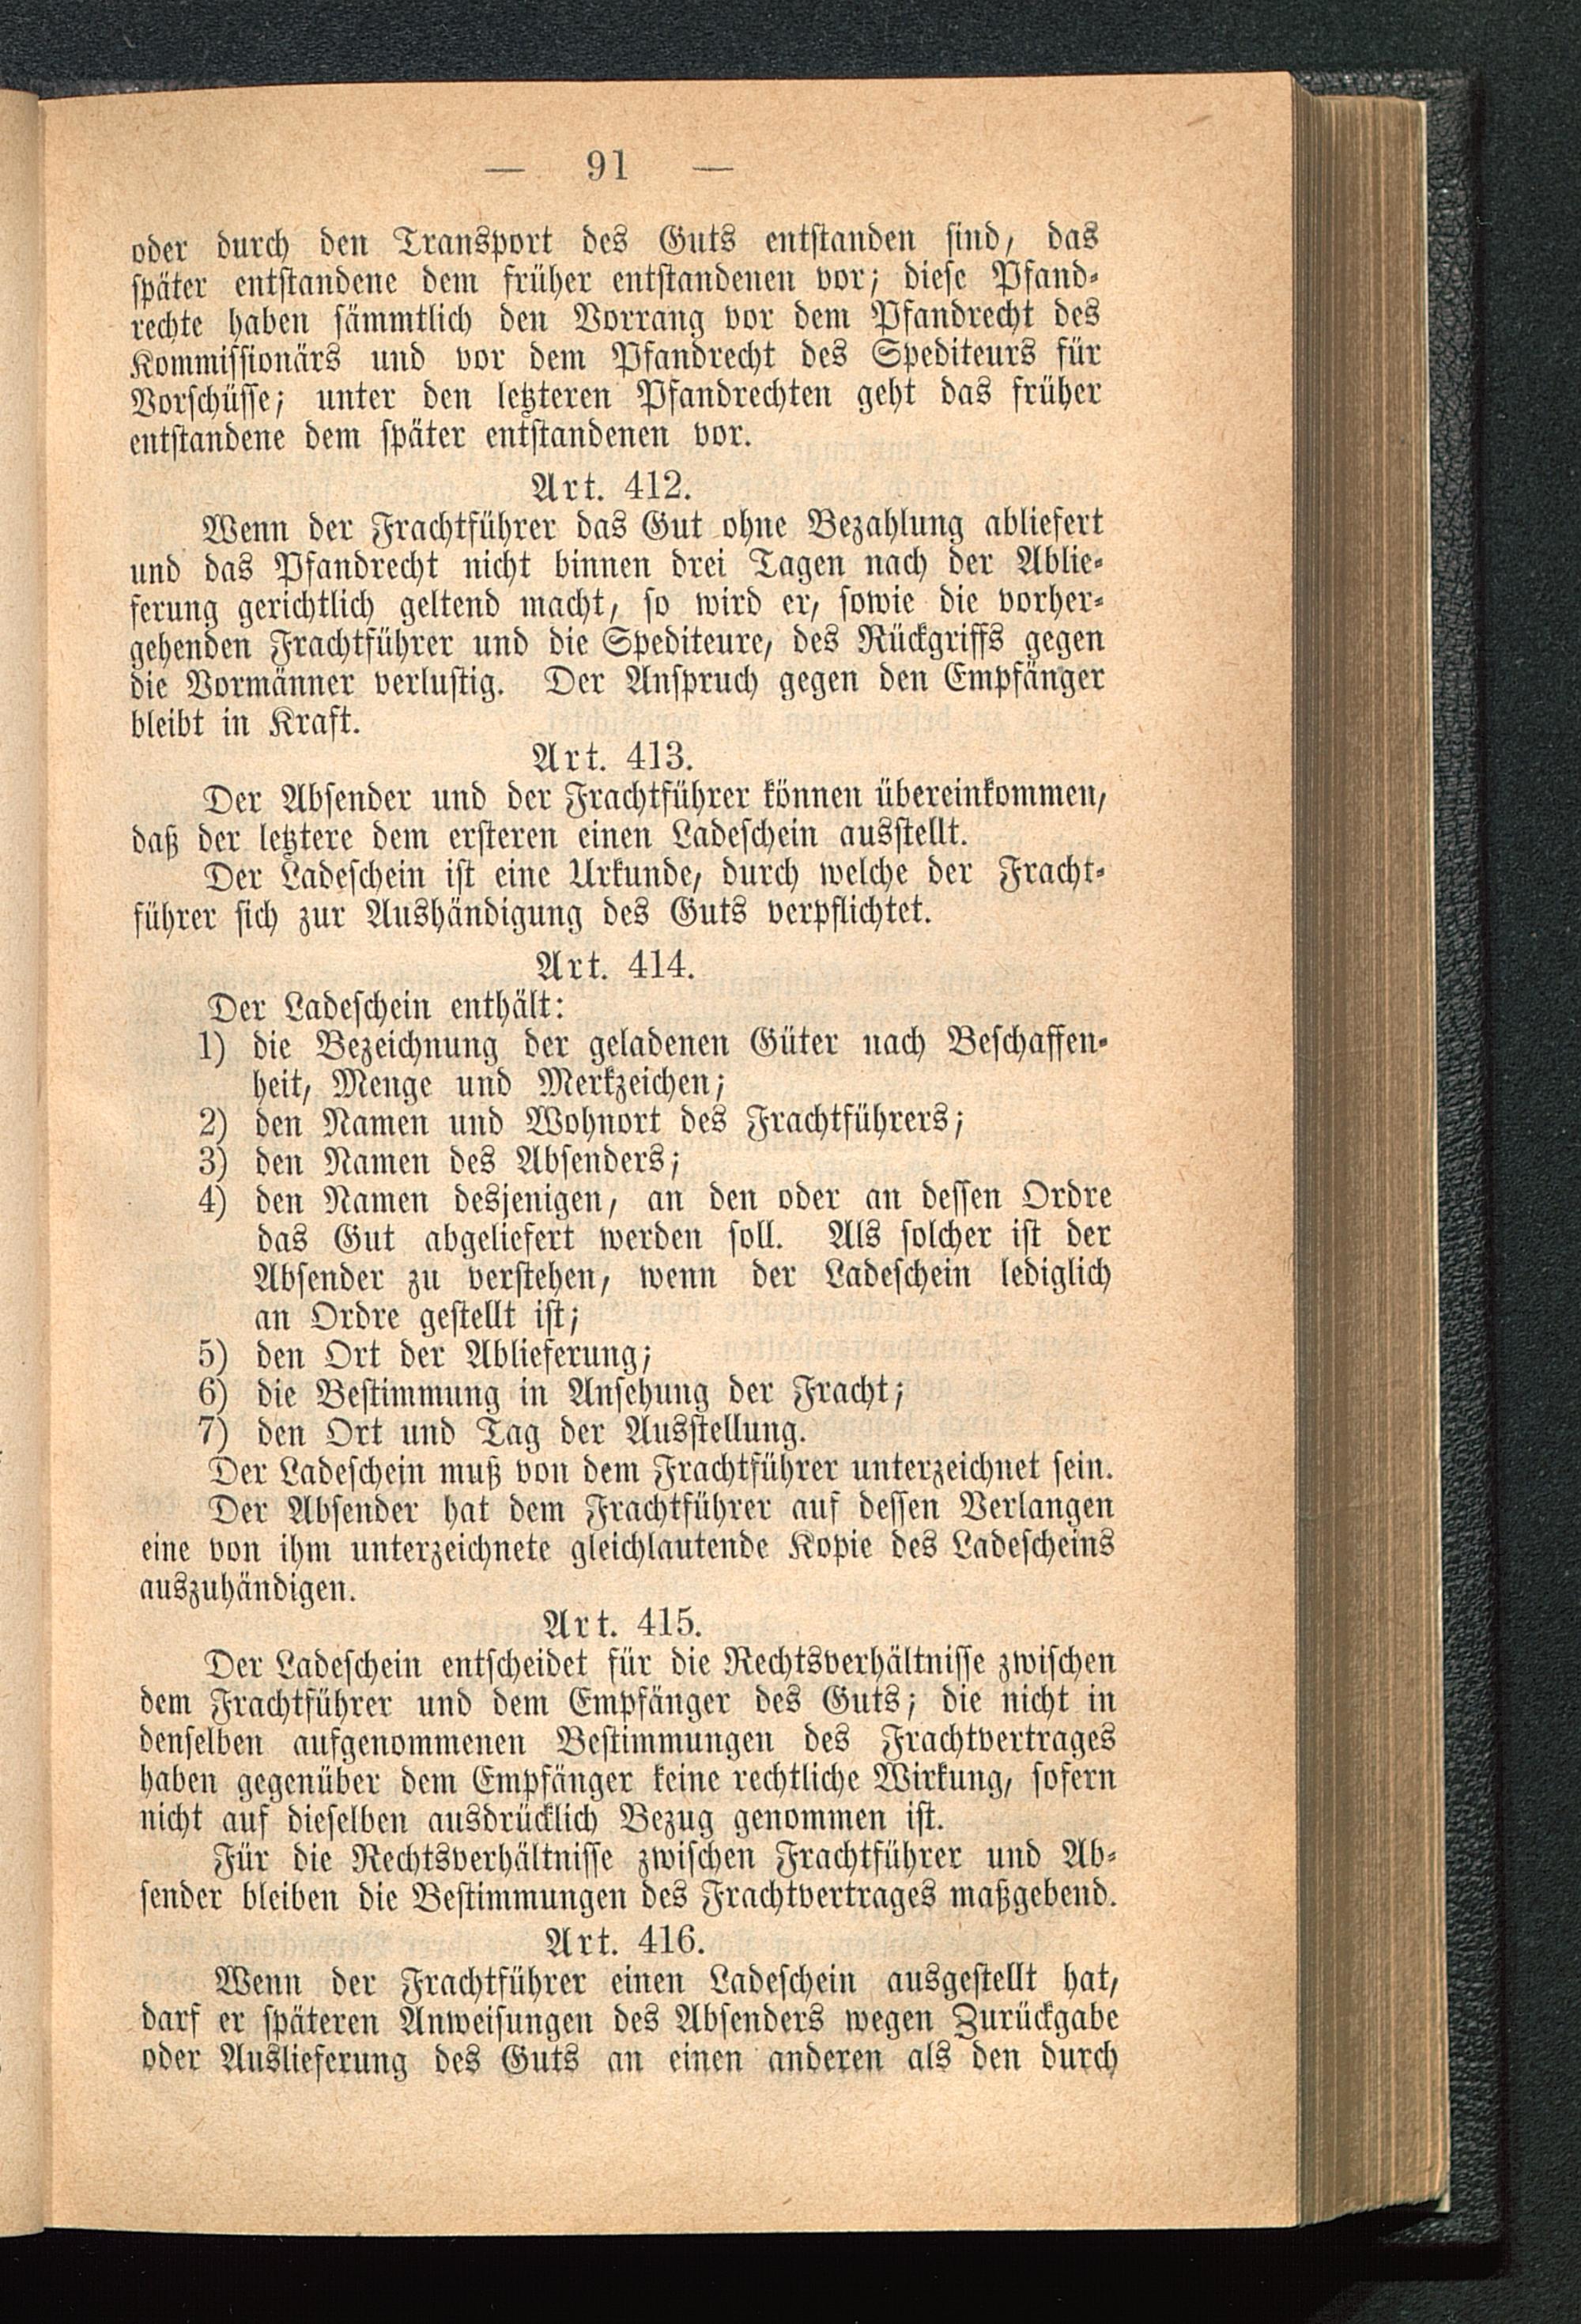 — 91 —
oder durch den Transport des Guts entstanden sind, das
später entstandene dem früher entstandenen vor; diese Pfand-
rechte haben sämmtlich den Vorrang vor dem Pfandrecht des
Kommissionärs und vor dem Pfandrecht des Spediteurs für
Vorschüsse; unter den letzteren Pfandrechten geht das früher
entstandene dem später entstandenen vor.
Art. 412.
Wenn der Frachtführer das Gut ohne Bezahlung abliefert
und das Pfandrecht nicht binnen drei Tagen nach der Ablie-
ferung gerichtlich geltend macht, so wird er, sowie die vorher-
gehenden Frachtführer und die Spediteure, des Rückgriffs gegen
die Vormänner verlustig. Der Anspruch gegen den Empfänger
bleibt in Kraft.
Art. 413.
Der Absender und der Frachtführer können übereinkommen,
daß der letztere dem ersteren einen Ladeschein ausstellt.
Der Ladeschein ist eine Urkunde, durch welche der Fracht-
führer sich zur Aushändigung des Guts verpflichtet.
Art. 414.
Der Ladeschein enthält:
1) die Bezeichnung der geladenen Güter nach Beschaffen-
heit, Menge und Merkzeichen;
2) den Namen und Wohnort des Frachtführers;
3) den Namen des Absenders;
4) den Namen desjenigen, an den oder an dessen Ordre
das Gut abgeliefert werden soll. Als solcher ist der
Absender zu verstehen, wenn der Ladeschein lediglich
an Ordre gestellt ist;
5) den Ort der Ablieferung;
6) die Bestimmung in Ansehung der Fracht;
7) den Ort und Tag der Ausstellung.
Der Ladeschein muß von dem Frachtführer unterzeichnet sein.
Der Absender hat dem Frachtführer auf dessen Verlangen
eine von ihm unterzeichnete gleichlautende Kopie des Ladescheins
auszuhändigen.
Art. 415.
Der Ladeschein entscheidet für die Rechtsverhältnisse zwischen
dem Frachtführer und dem Empfänger des Guts; die nicht in
denselben aufgenommenen Bestimmungen des Frachtvertrages
haben gegenüber dem Empfänger keine rechtliche Wirkung, sofern
nicht auf dieselben ausdrücklich Bezug genommen ist.
Für die Rechtsverhältnisse zwischen Frachtführer und Ab-
sender bleiben die Bestimmungen des Frachtvertrages maßgebend.
Art. 416.
Wenn der Frachtführer einen Ladeschein ausgestellt hat,
darf er späteren Anweisungen des Absenders wegen Zurückgabe
oder Auslieferung des Guts an einen anderen als den durch